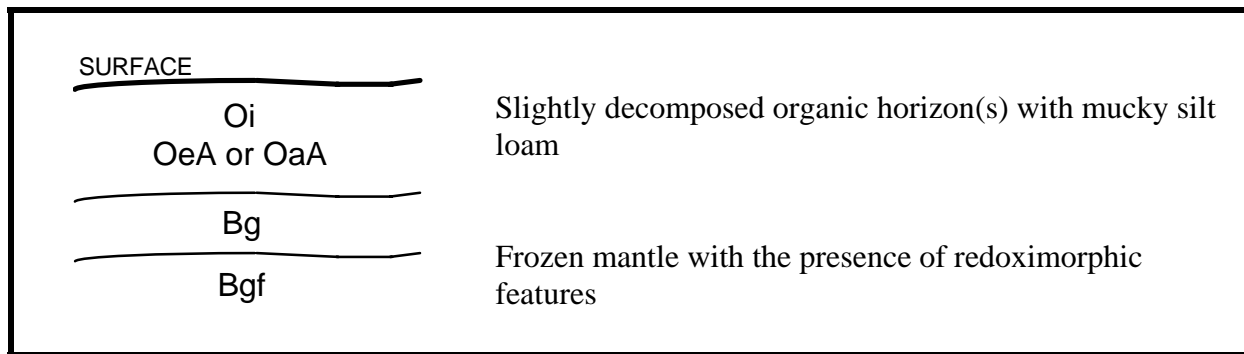 SURFACE
Oi
OeA or OaA
Slightly decomposed organic horizon(s) with mucky silt
loam
Bg
Bgf
Frozen mantle with the presence of redoximorphic
features